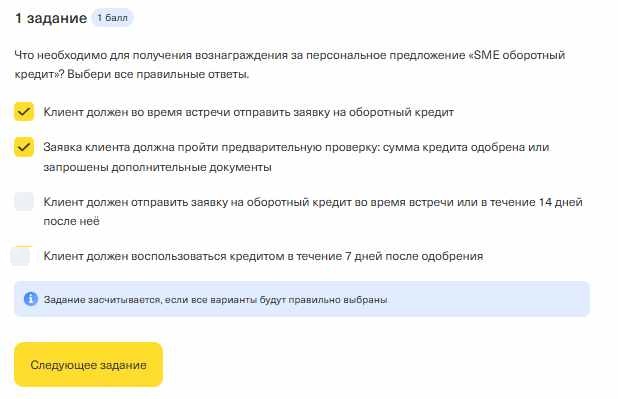 1 задание 1 балл
Что необходимо для получения вознаграждения за персональное предложение «SME оборотный
кредит»? Выбери все правильные ответы.
Клиент должен во время встречи отправить заявку на оборотный кредит
Заявка клиента должна пройти предварительную проверку: сумма кредита одобрена или
запрошены дополнительные документы
Клиент должен отправить заявку на оборотный кредит во время встречи или в течение 14 дней
после неё
Клиент должен воспользоваться кредитом в течение 7 дней после одобрения
Задание засчитывается, если все варианты будут правильно выбраны
Следующее задание